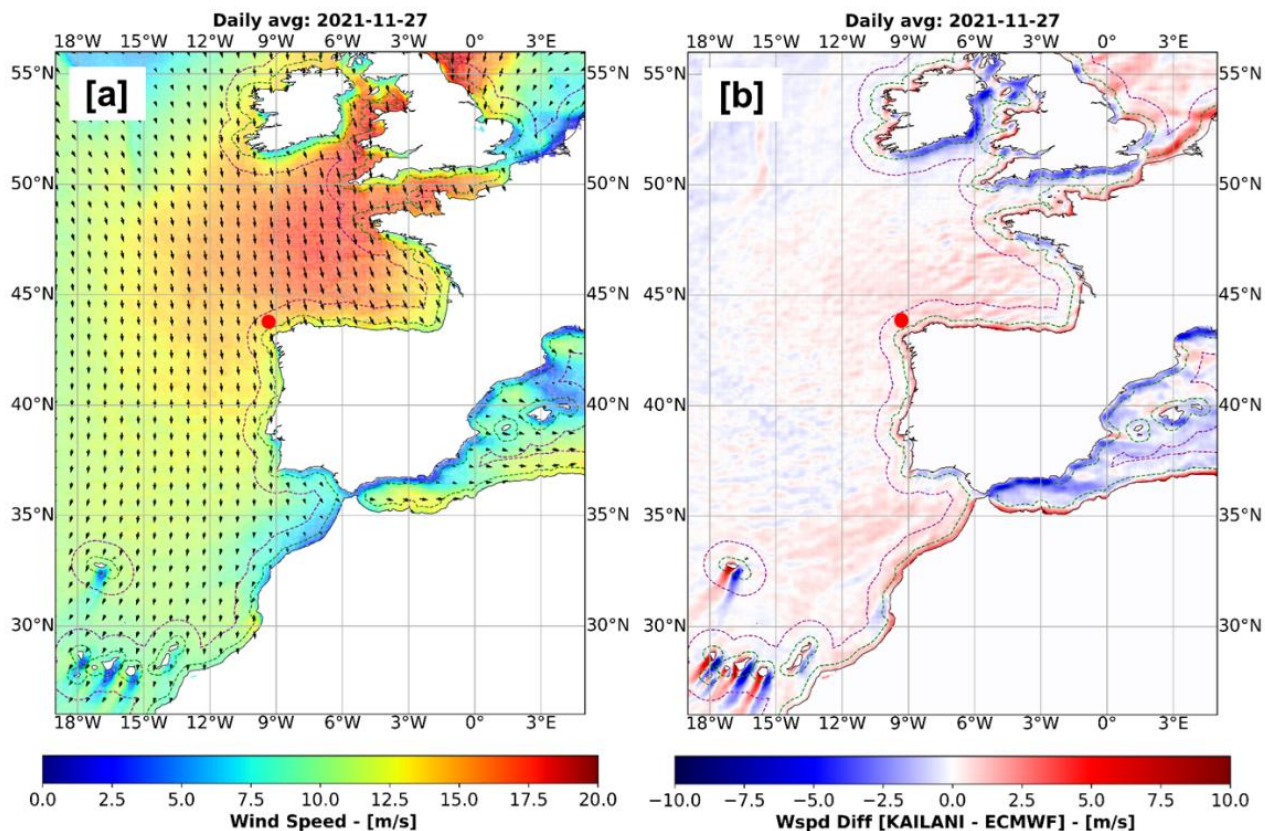 Daily avg: 2021-11-27
18°W 15°W 12°W 9°W 6°W 3°W 0° 3°E
[a]
55°N 55°N
50°N 50°N
45°N 45°N
40°N 40°N
35°N 35°N
30°N 30°N
18°W 15°W 12°W 9°W 6°W 3°W 0° 3°E
0.0 2.5 5.0 7.5 10.0 12.5 15.0 17.5 20.0
Wind Speed - [m/s]
Daily avg: 2021-11-27
18°W 15°W 12°W 9°W 6°W 3°W 0° 3°E
[b]
55°N 55°N
50°N 50°N
45°N 45°N
40°N 40°N
35°N 35°N
30°N 30°N
18°W 15°W 12°W 9°W 6°W 3°W 0° 3°E
−10.0 −7.5 −5.0 −2.5 0.0 2.5 5.0 7.5 10.0
Wspd Diff [KAILANI - ECMWF] - [m/s]